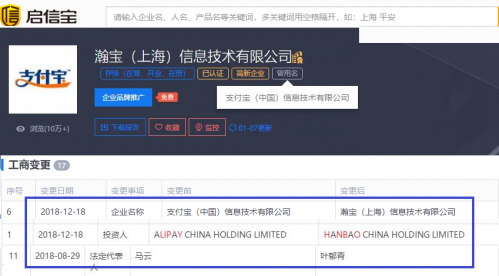 启信宝
请输入企业名、人名、产品名等关键词，多关键词用空格隔开，如：上海 平安
支付宝
瀚宝（上海）信息技术有限公司
存续（在营、开业、在册） 已认证 高新企业 曾用名
企业品牌推广 免费
支付宝（中国）信息技术有限公司
浏览(10万+)
下载报告 收藏 监控 01-07更新
工商变更 17
序号 变更日期 变更事项 变更前 变更后
6 2018-12-18 企业名称 支付宝（中国）信息技术有限公司 瀚宝（上海）信息技术有限公司
1 2018-12-18 投资人 ALIPAY CHINA HOLDING LIMITED HANBAO CHINA HOLDING LIMITED
11 2018-08-29 法定代表人 马云 叶郁青